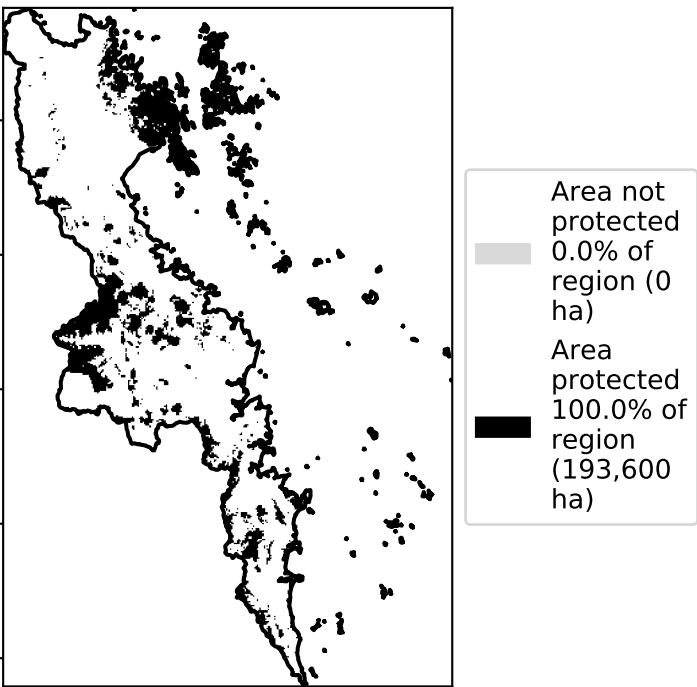 Area not
protected
0.0% of
region (0
ha)
Area
protected
100.0% of
region
(193,600
ha)